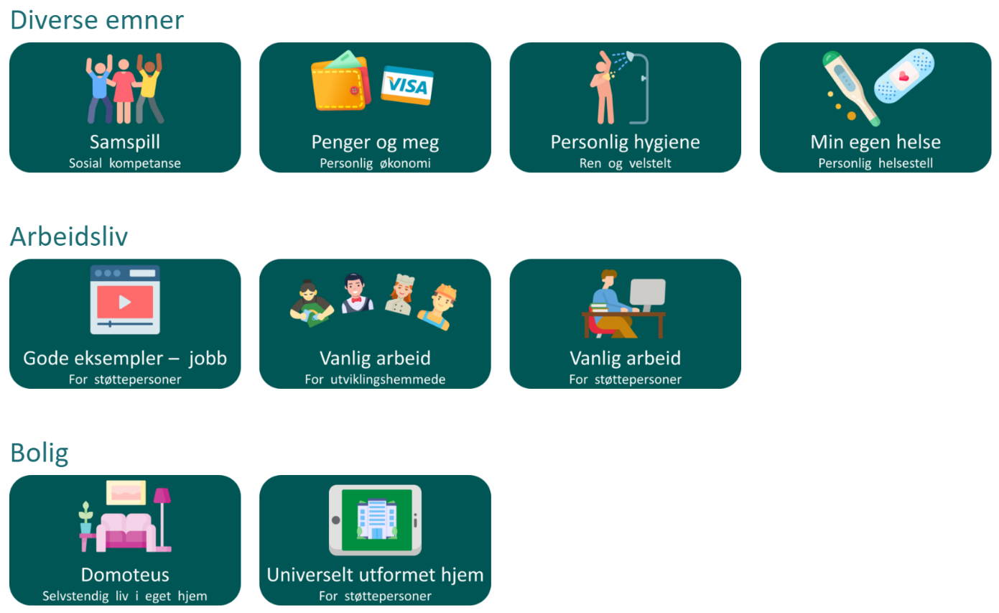 Diverse emner
VISA
Samspill
Sosial kompetanse
Penger og meg
Personlig økonomi
Personlig hygiene
Ren og velstelt
Min egen helse
Personlig helsestell
Arbeidsliv
Gode eksempler – jobb
For støttepersoner
Vanlig arbeid
For utviklingshemmede
Vanlig arbeid
For støttepersoner
Bolig
Domoteus
Selvstendig liv i eget hjem
Universelt utformet hjem
For støttepersoner